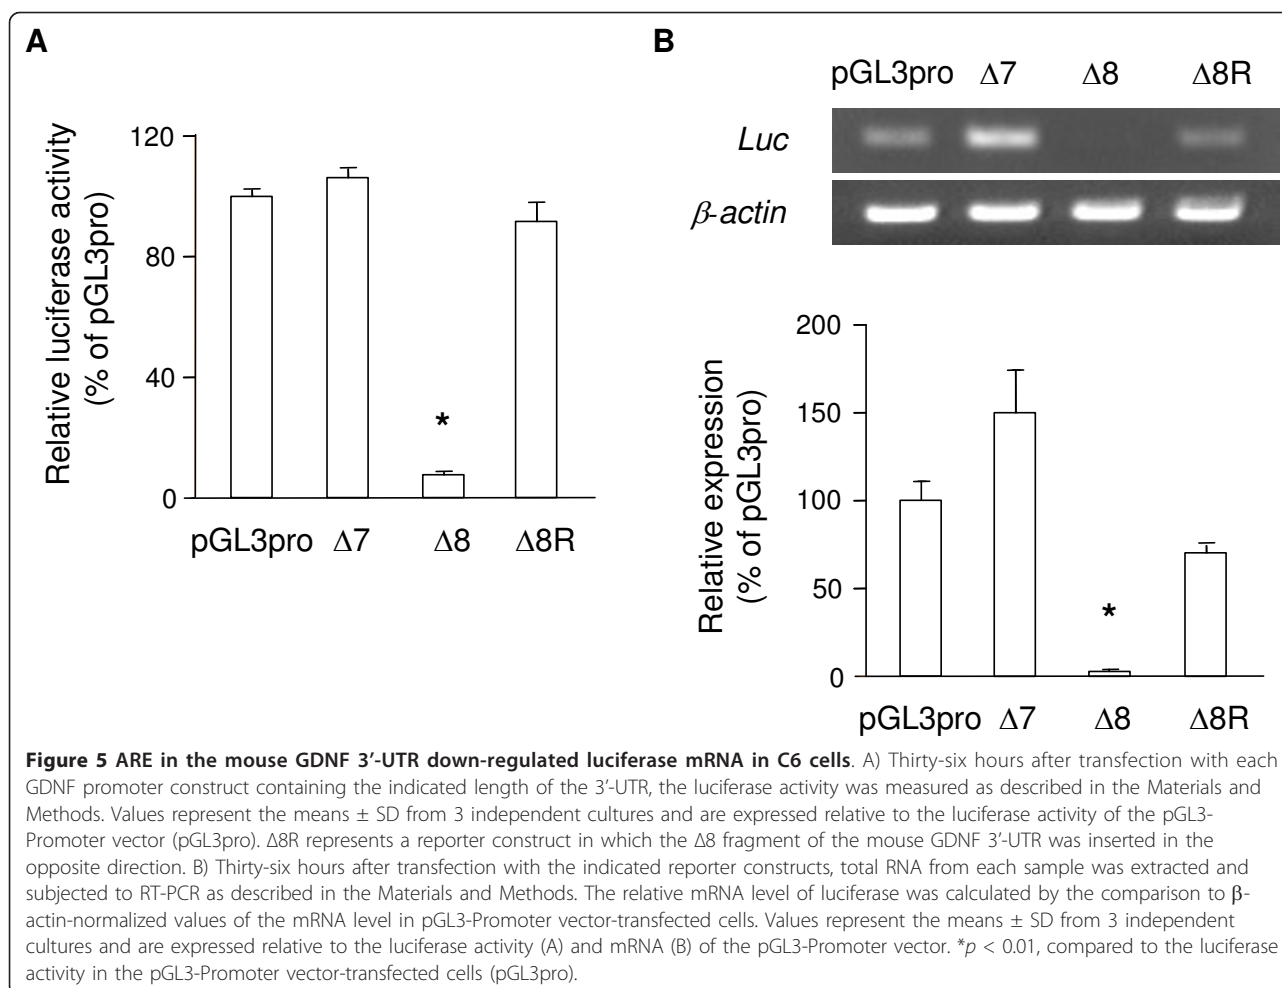 A
Relative luciferase activity
(% of pGL3pro)
120
80
40
0
*
pGL3pro Δ7 Δ8 Δ8R
B
pGL3pro Δ7 Δ8 Δ8R
Luc
β-actin
Relative expression
(% of pGL3pro)
200
150
100
50
0
*
pGL3pro Δ7 Δ8 Δ8R
Figure 5 ARE in the mouse GDNF 3’-UTR down-regulated luciferase mRNA in C6 cells. A) Thirty-six hours after transfection with each
GDNF promoter construct containing the indicated length of the 3’-UTR, the luciferase activity was measured as described in the Materials and
Methods. Values represent the means ± SD from 3 independent cultures and are expressed relative to the luciferase activity of the pGL3-
Promoter vector (pGL3pro). Δ8R represents a reporter construct in which the Δ8 fragment of the mouse GDNF 3’-UTR was inserted in the
opposite direction. B) Thirty-six hours after transfection with the indicated reporter constructs, total RNA from each sample was extracted and
subjected to RT-PCR as described in the Materials and Methods. The relative mRNA level of luciferase was calculated by the comparison to β-
actin-normalized values of the mRNA level in pGL3-Promoter vector-transfected cells. Values represent the means ± SD from 3 independent
cultures and are expressed relative to the luciferase activity (A) and mRNA (B) of the pGL3-Promoter vector. *p < 0.01, compared to the luciferase
activity in the pGL3-Promoter vector-transfected cells (pGL3pro).